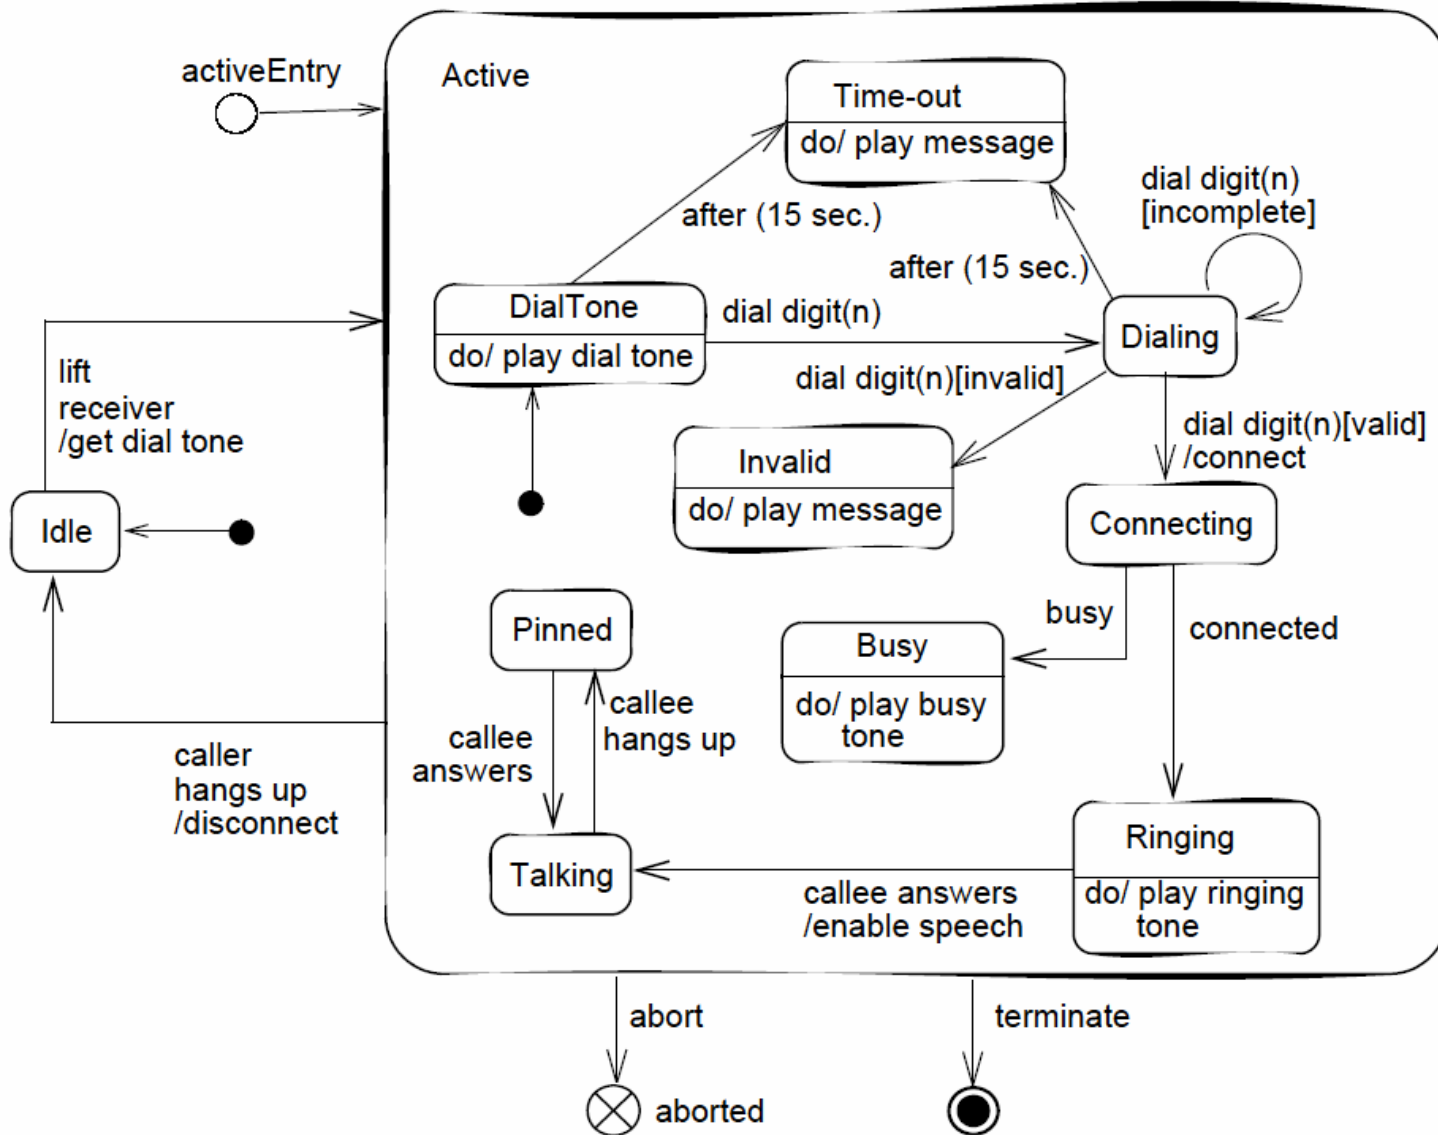 activeEntry
Active
Time-out
do/ play message
dial digit(n)
[incomplete]
after (15 sec.)
after (15 sec.)
DialTone
do/ play dial tone
dial digit(n)
Dialing
lift
receiver
/get dial tone
dial digit(n)[invalid]
dial digit(n)[valid]
/connect
Invalid
do/ play message
Idle
Connecting
Pinned
busy
connected
Busy
do/ play busy
tone
callee
hangs up
callee
answers
caller
hangs up
/disconnect
Ringing
do/ play ringing
tone
Talking
callee answers
/enable speech
abort
terminate
aborted